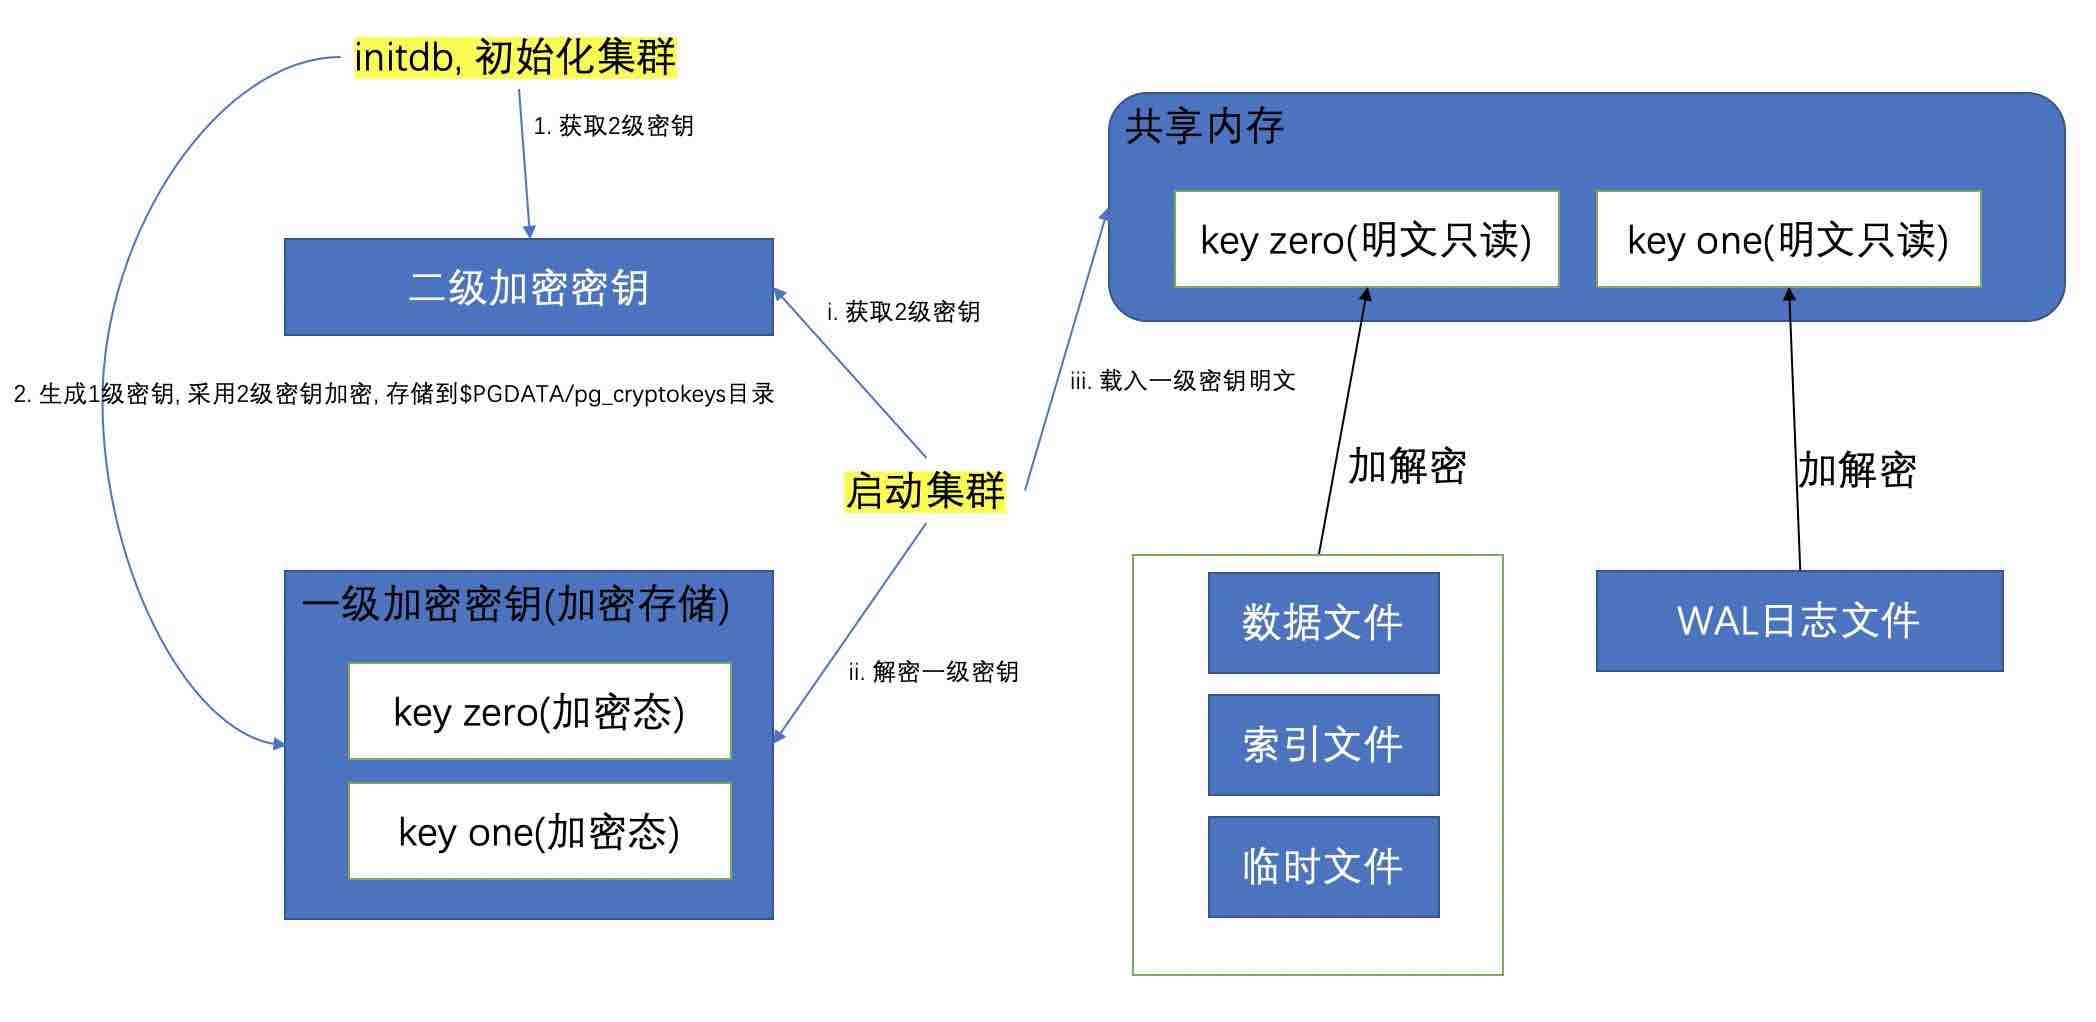 initdb, 初始化集群
1. 获取2级密钥
二级加密密钥
i. 获取2级密钥
2. 生成1级密钥, 采用2级密钥加密, 存储到$PGDATA/pg_cryptokeys目录
启动集群
ii. 解密一级密钥
一级加密密钥(加密存储)
key zero(加密态)
key one(加密态)
iii. 载入一级密钥明文
共享内存
key zero(明文只读)
key one(明文只读)
加解密
加解密
数据文件
索引文件
临时文件
WAL日志文件